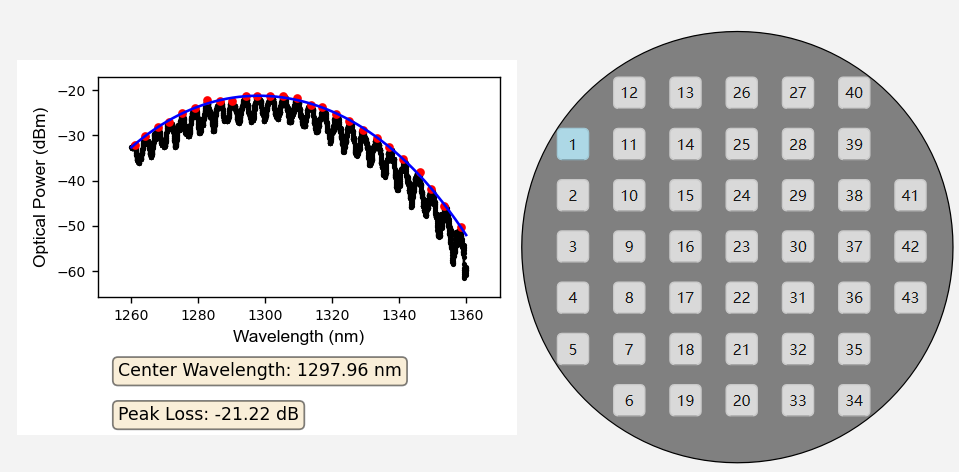 −20
−30
−40
−50
−60
Optical Power (dBm)
1260 1280 1300 1320 1340 1360
Wavelength (nm)
Center Wavelength: 1297.96 nm
Peak Loss: -21.22 dB
12 13 26 27 40
1 11 14 25 28 39
2 10 15 24 29 38 41
3 9 16 23 30 37 42
4 8 17 22 31 36 43
5 7 18 21 32 35
6 19 20 33 34